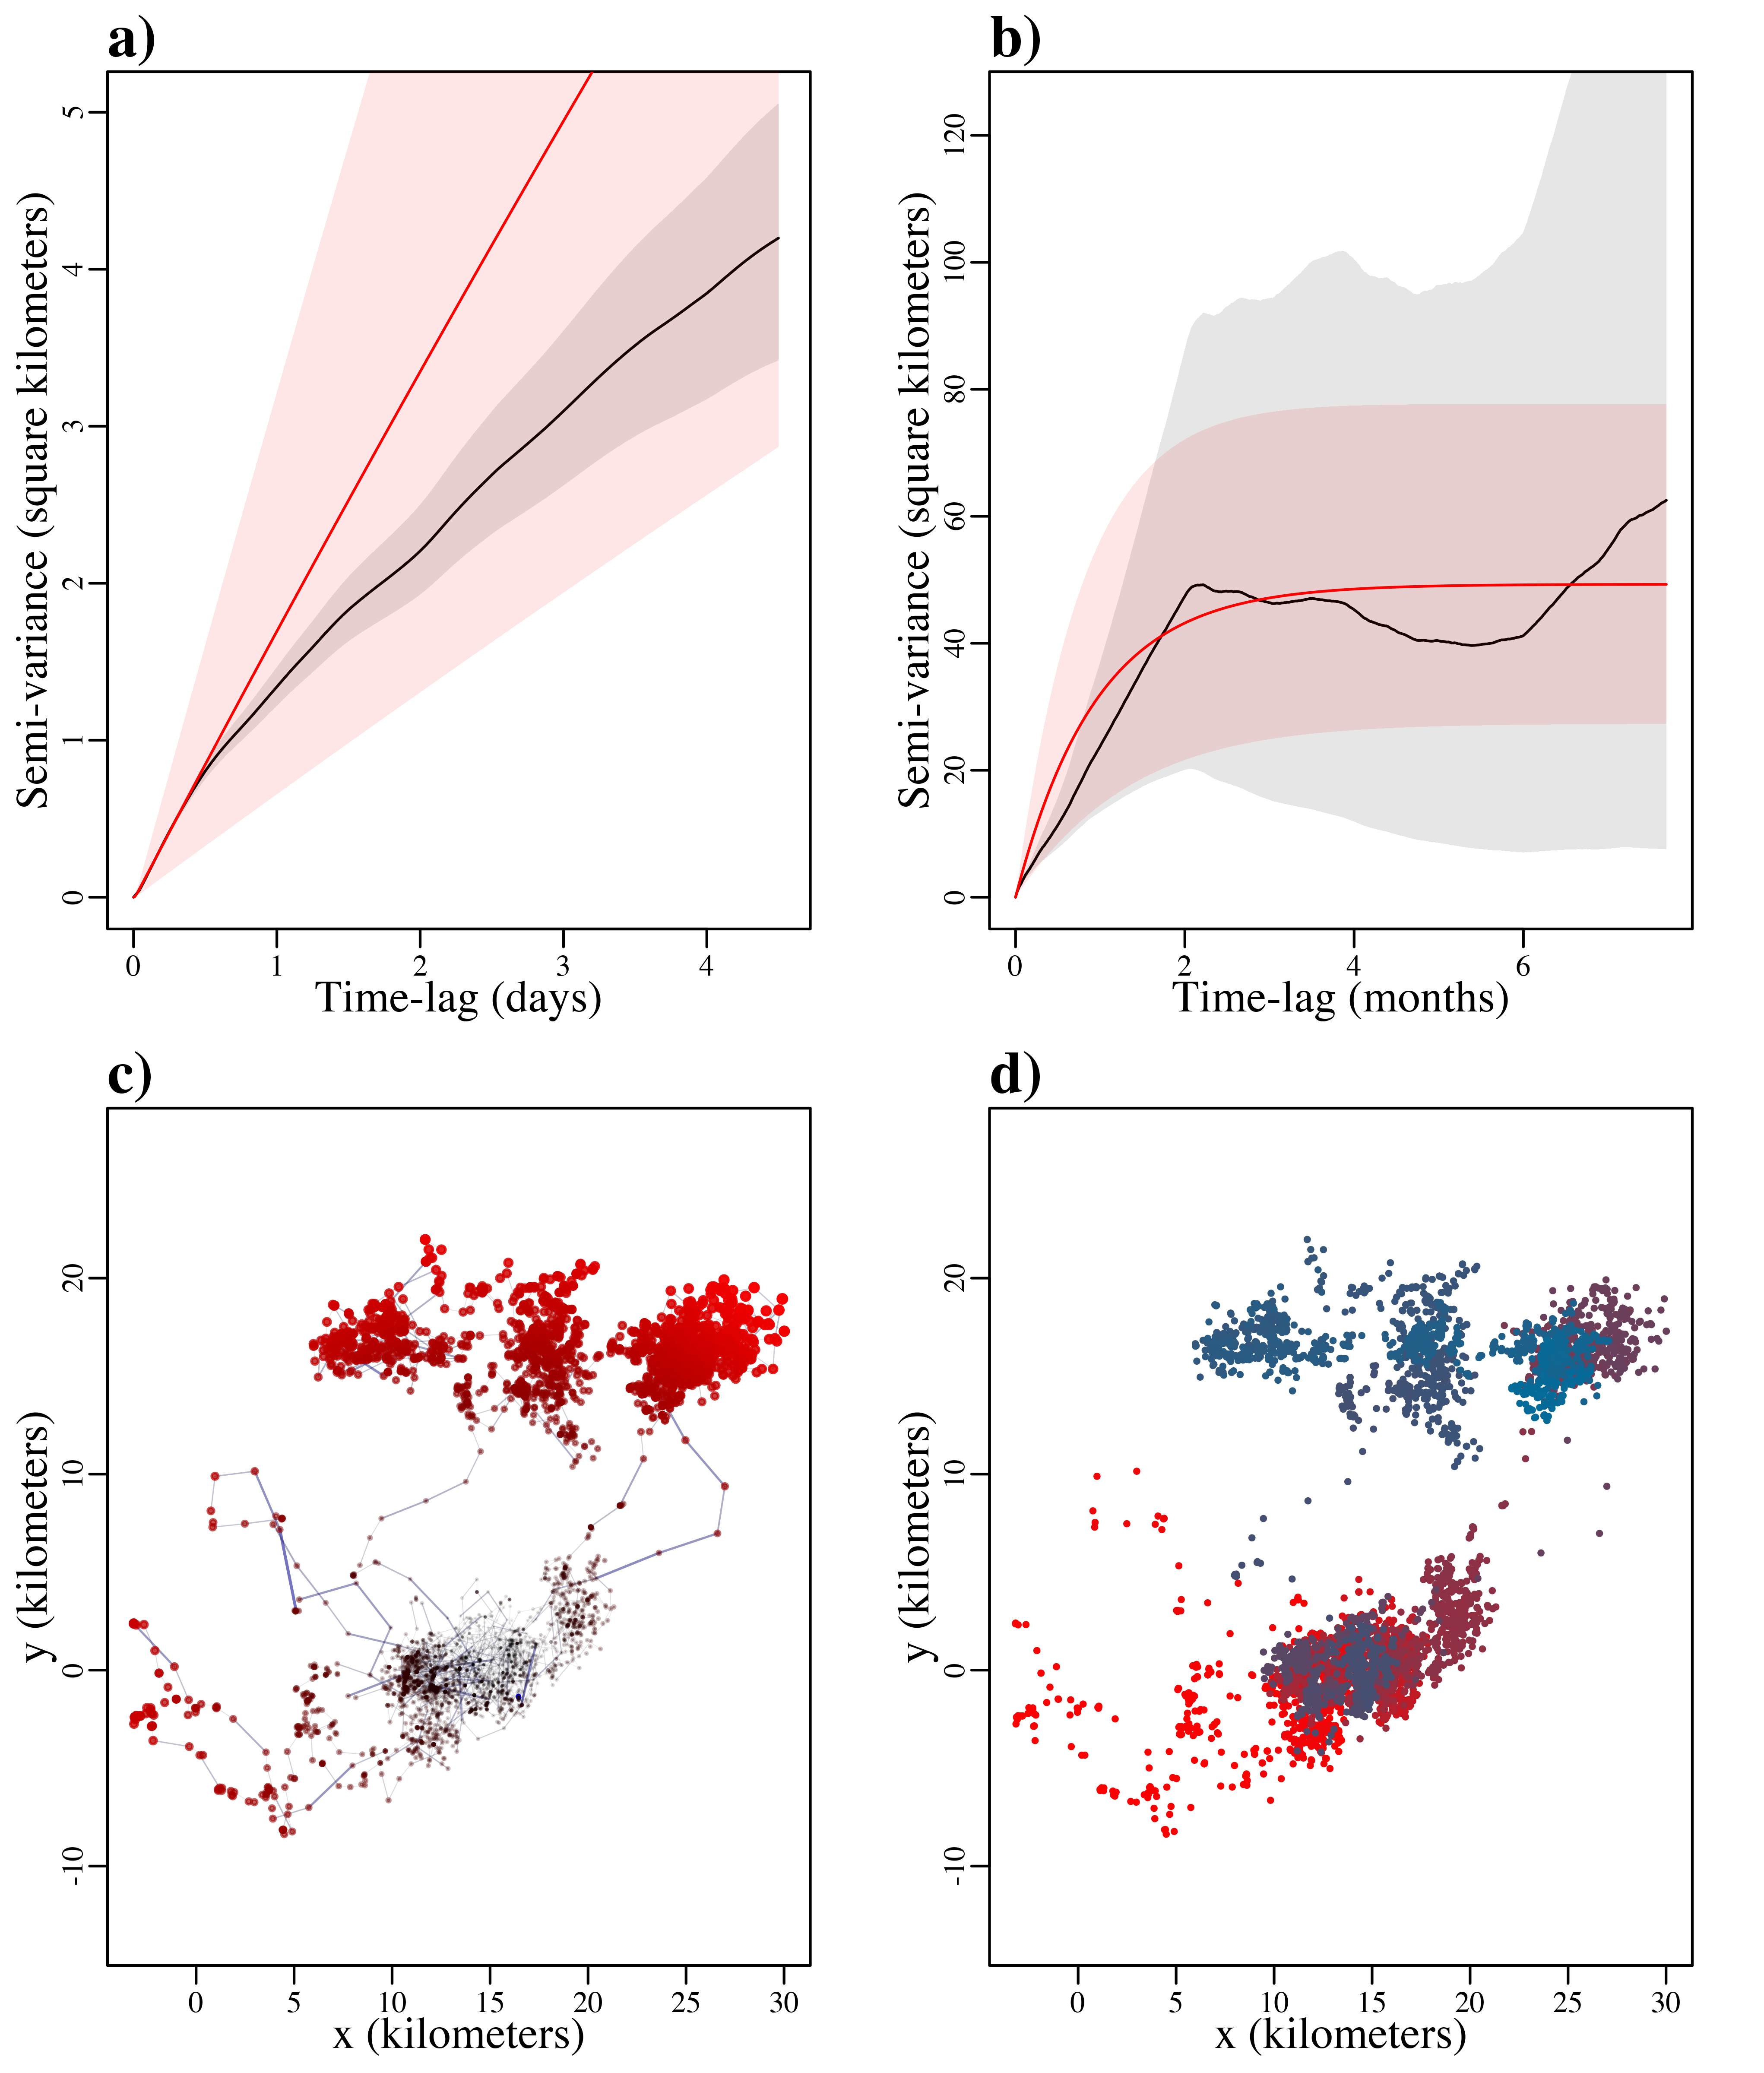 a)
Semi-variance (square kilometers)
5
4
3
2
1
0
0 1 2 3 4
Time-lag (days)
b)
Semi-variance (square kilometers)
120
100
80
60
40
20
0
0 2 4 6
Time-lag (months)
c)
y (kilometers)
20
10
0
-10
0 5 10 15 20 25 30
x (kilometers)
d)
y (kilometers)
20
10
0
-10
0 5 10 15 20 25 30
x (kilometers)